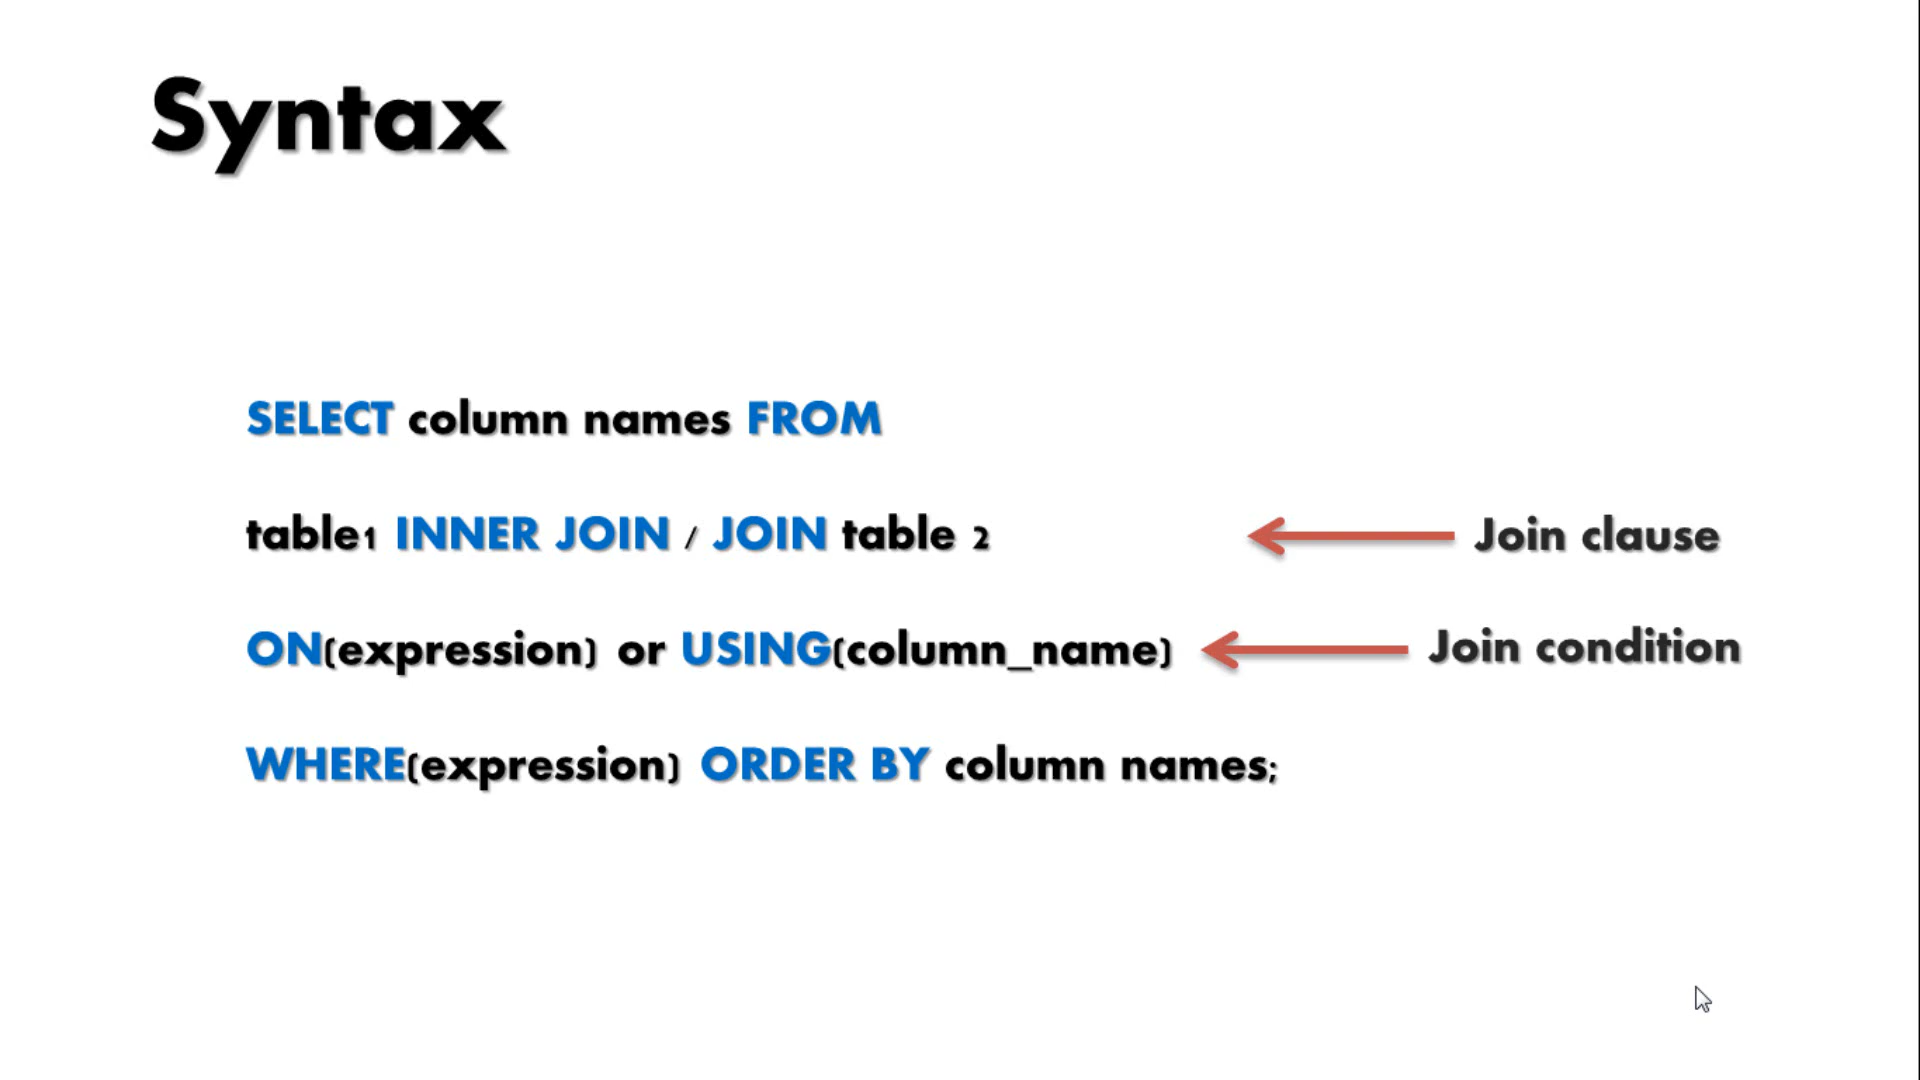 Syntax
SELECT column names FROM
table1 INNER JOIN / JOIN table 2
Join clause
ON(expression) or USING(column_name)
Join condition
WHERE(expression) ORDER BY column names;